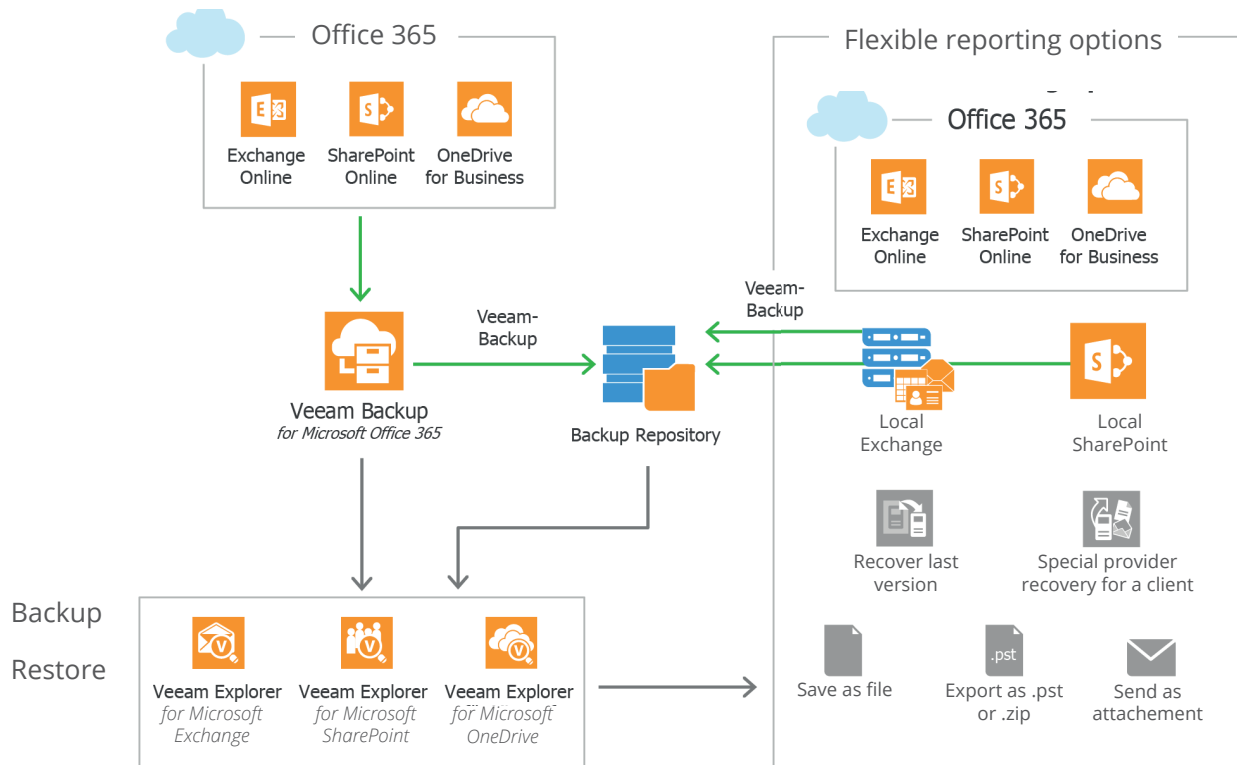 Office 365
Exchange
Online
SharePoint
Online
OneDrive
for Business
Flexible reporting options
Office 365
Exchange
Online
SharePoint
Online
OneDrive
for Business
Veeam-
Backup
Veeam-
Backup
Veeam Backup
for Microsoft Office 365
Backup Repository
Local
Exchange
Local
SharePoint
Recover last
version
Special provider
recovery for a client
Backup
Restore
Veeam Explorer
for Microsoft
Exchange
Veeam Explorer
for Microsoft
SharePoint
Veeam Explorer
for Microsoft
OneDrive
Save as file
.pst
Export as .pst
or .zip
Send as
attachement